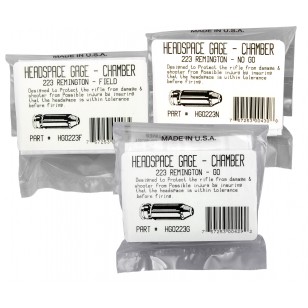 MADE IN U.S.A.
HEADSPACE GAGE - CHAMBER
223 REMINGTON - FIELD
Designed to Protect the rifle from damage &
shooter from Possible injury by insuring
that the headspace is within tolerance
before firing
PART # HG0223F
MADE IN U.S.A.
HEADSPACE GAGE - CHAMBER
223 REMINGTON - NO GO
Designed to Protect the rifle from damage &
shooter from Possible injury by insuring
that the headspace is within tolerance
before firing
PART # HG0223N
MADE IN U.S.A.
HEADSPACE GAGE - CHAMBER
223 REMINGTON - GO
Designed to Protect the rifle from damage &
shooter from Possible injury by insuring
that the headspace is within tolerance
before firing
PART # HG0223G